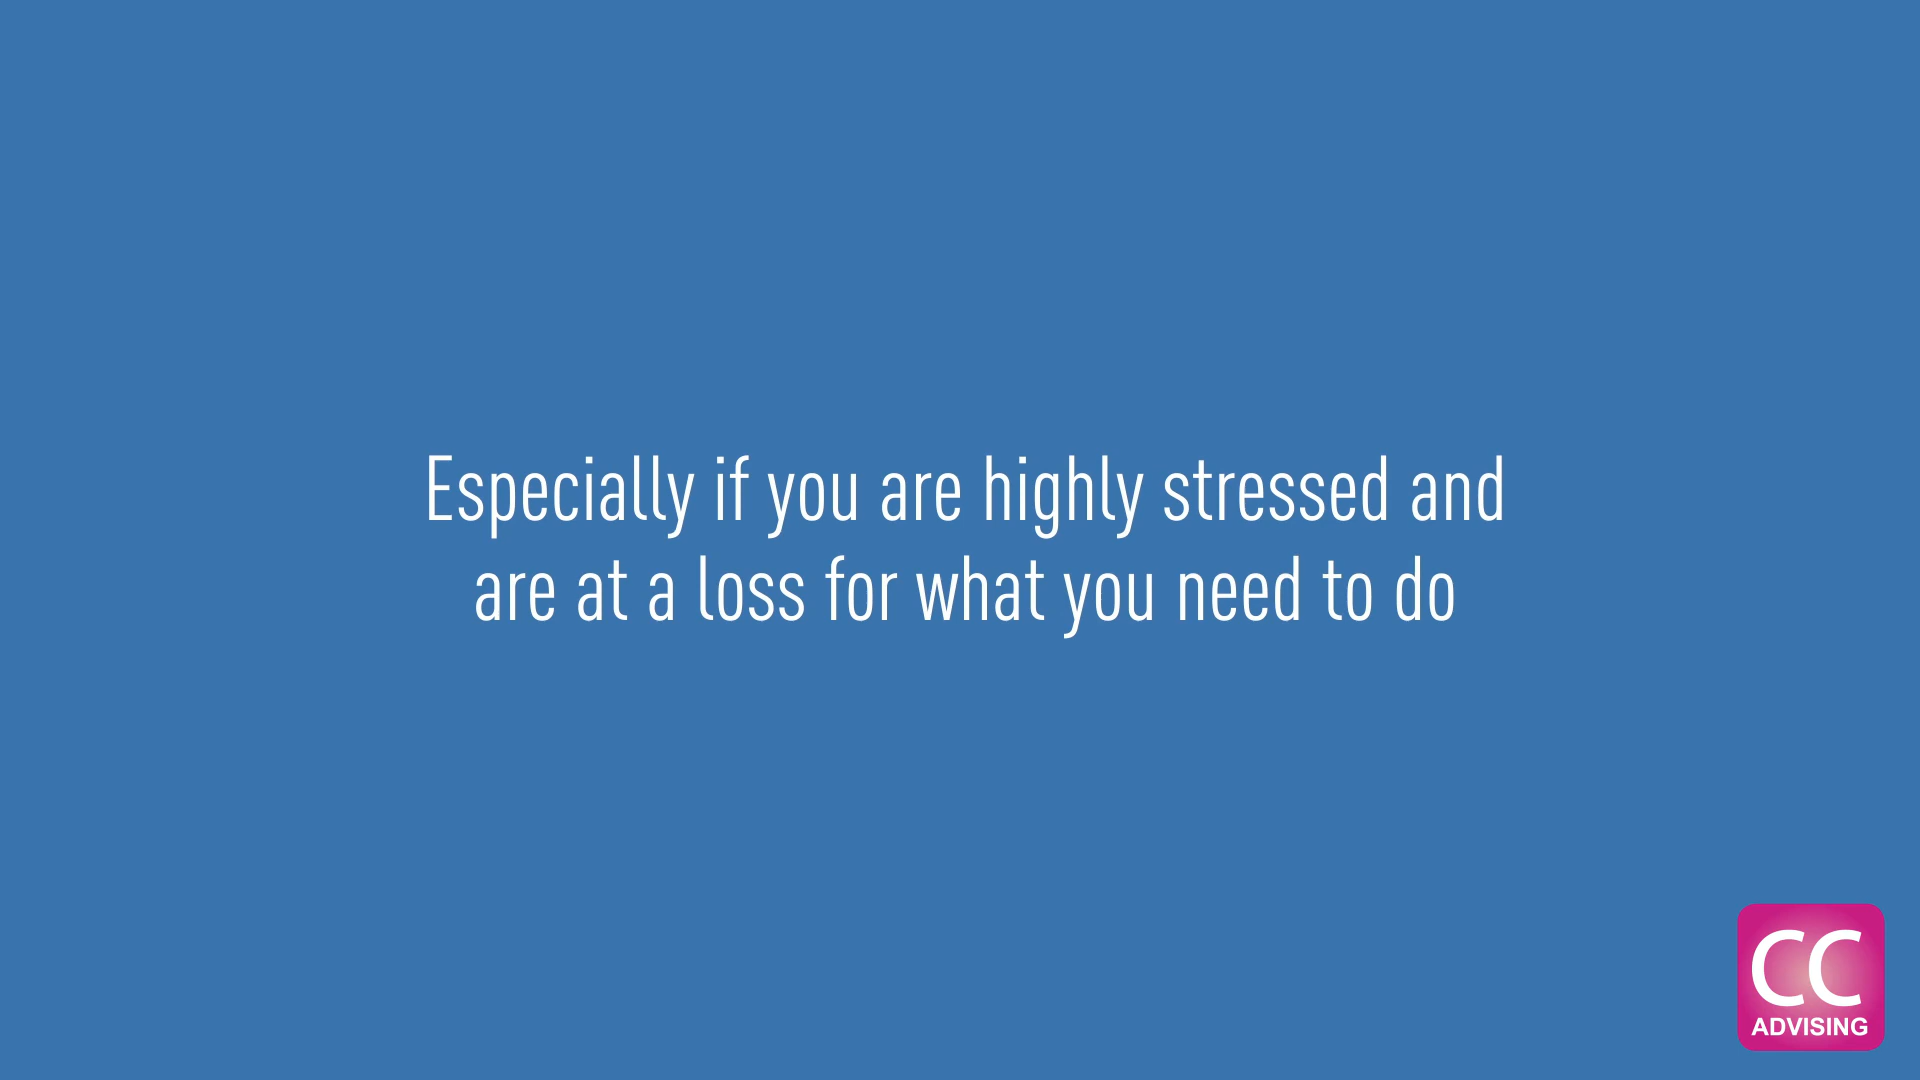 Especially if you are highly stressed and
are at a loss for what you need to do
CC
ADVISING